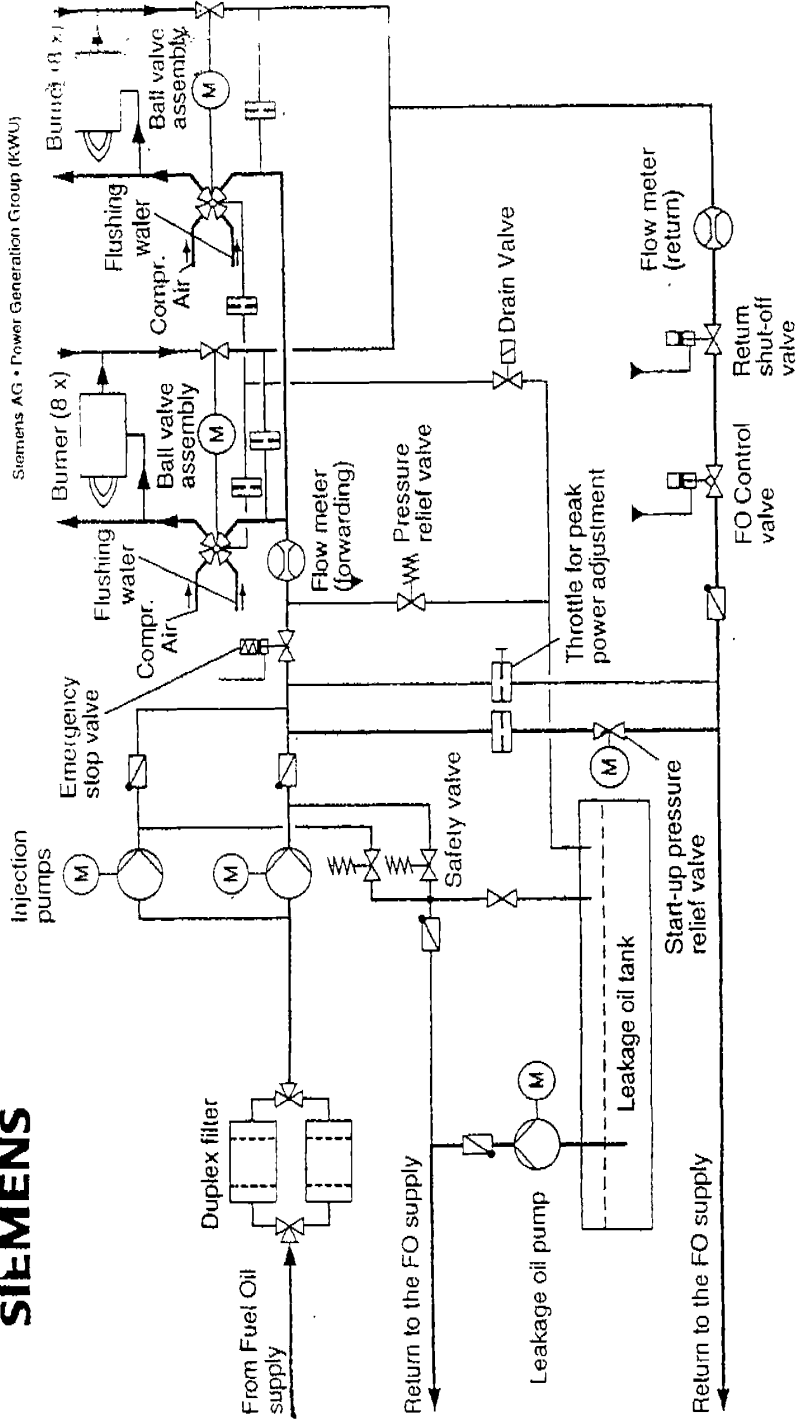 SIEMENS
Siemens AG • Power Generation Group (KWU)
Injection
pumps
M
M
Emergency
stop valve
Compr.
Air
Flushing
water
Burner (8 x)
Ball valve
assembly
M
Compr.
Air
Flushing
water
Burner (8 x)
Ball valve
assembly
M
Duplex filter
From Fuel Oil
supply
Flow meter
(forwarding)
Pressure
relief valve
Drain Valve
Safety valve
Throttle for peak
power adjustment
Return to the FO supply
Leakage oil pump
M
Leakage oil tank
M
Start-up pressure
relief valve
FO Control
valve
Return
shut-off
valve
Flow meter
(return)
Return to the FO supply